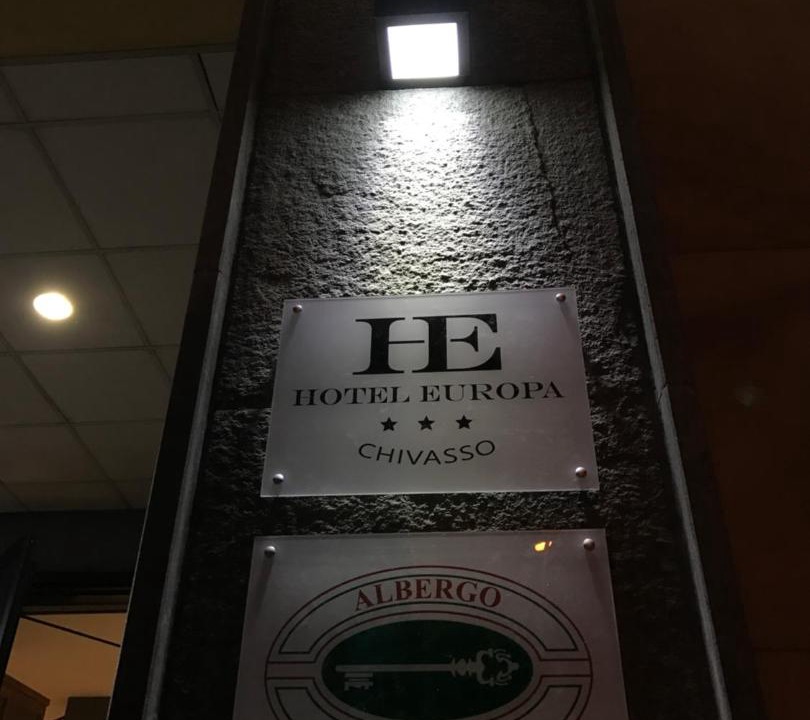 HE
HOTEL EUROPA
★ ★ ★
CHIVASSO
ALBERGO